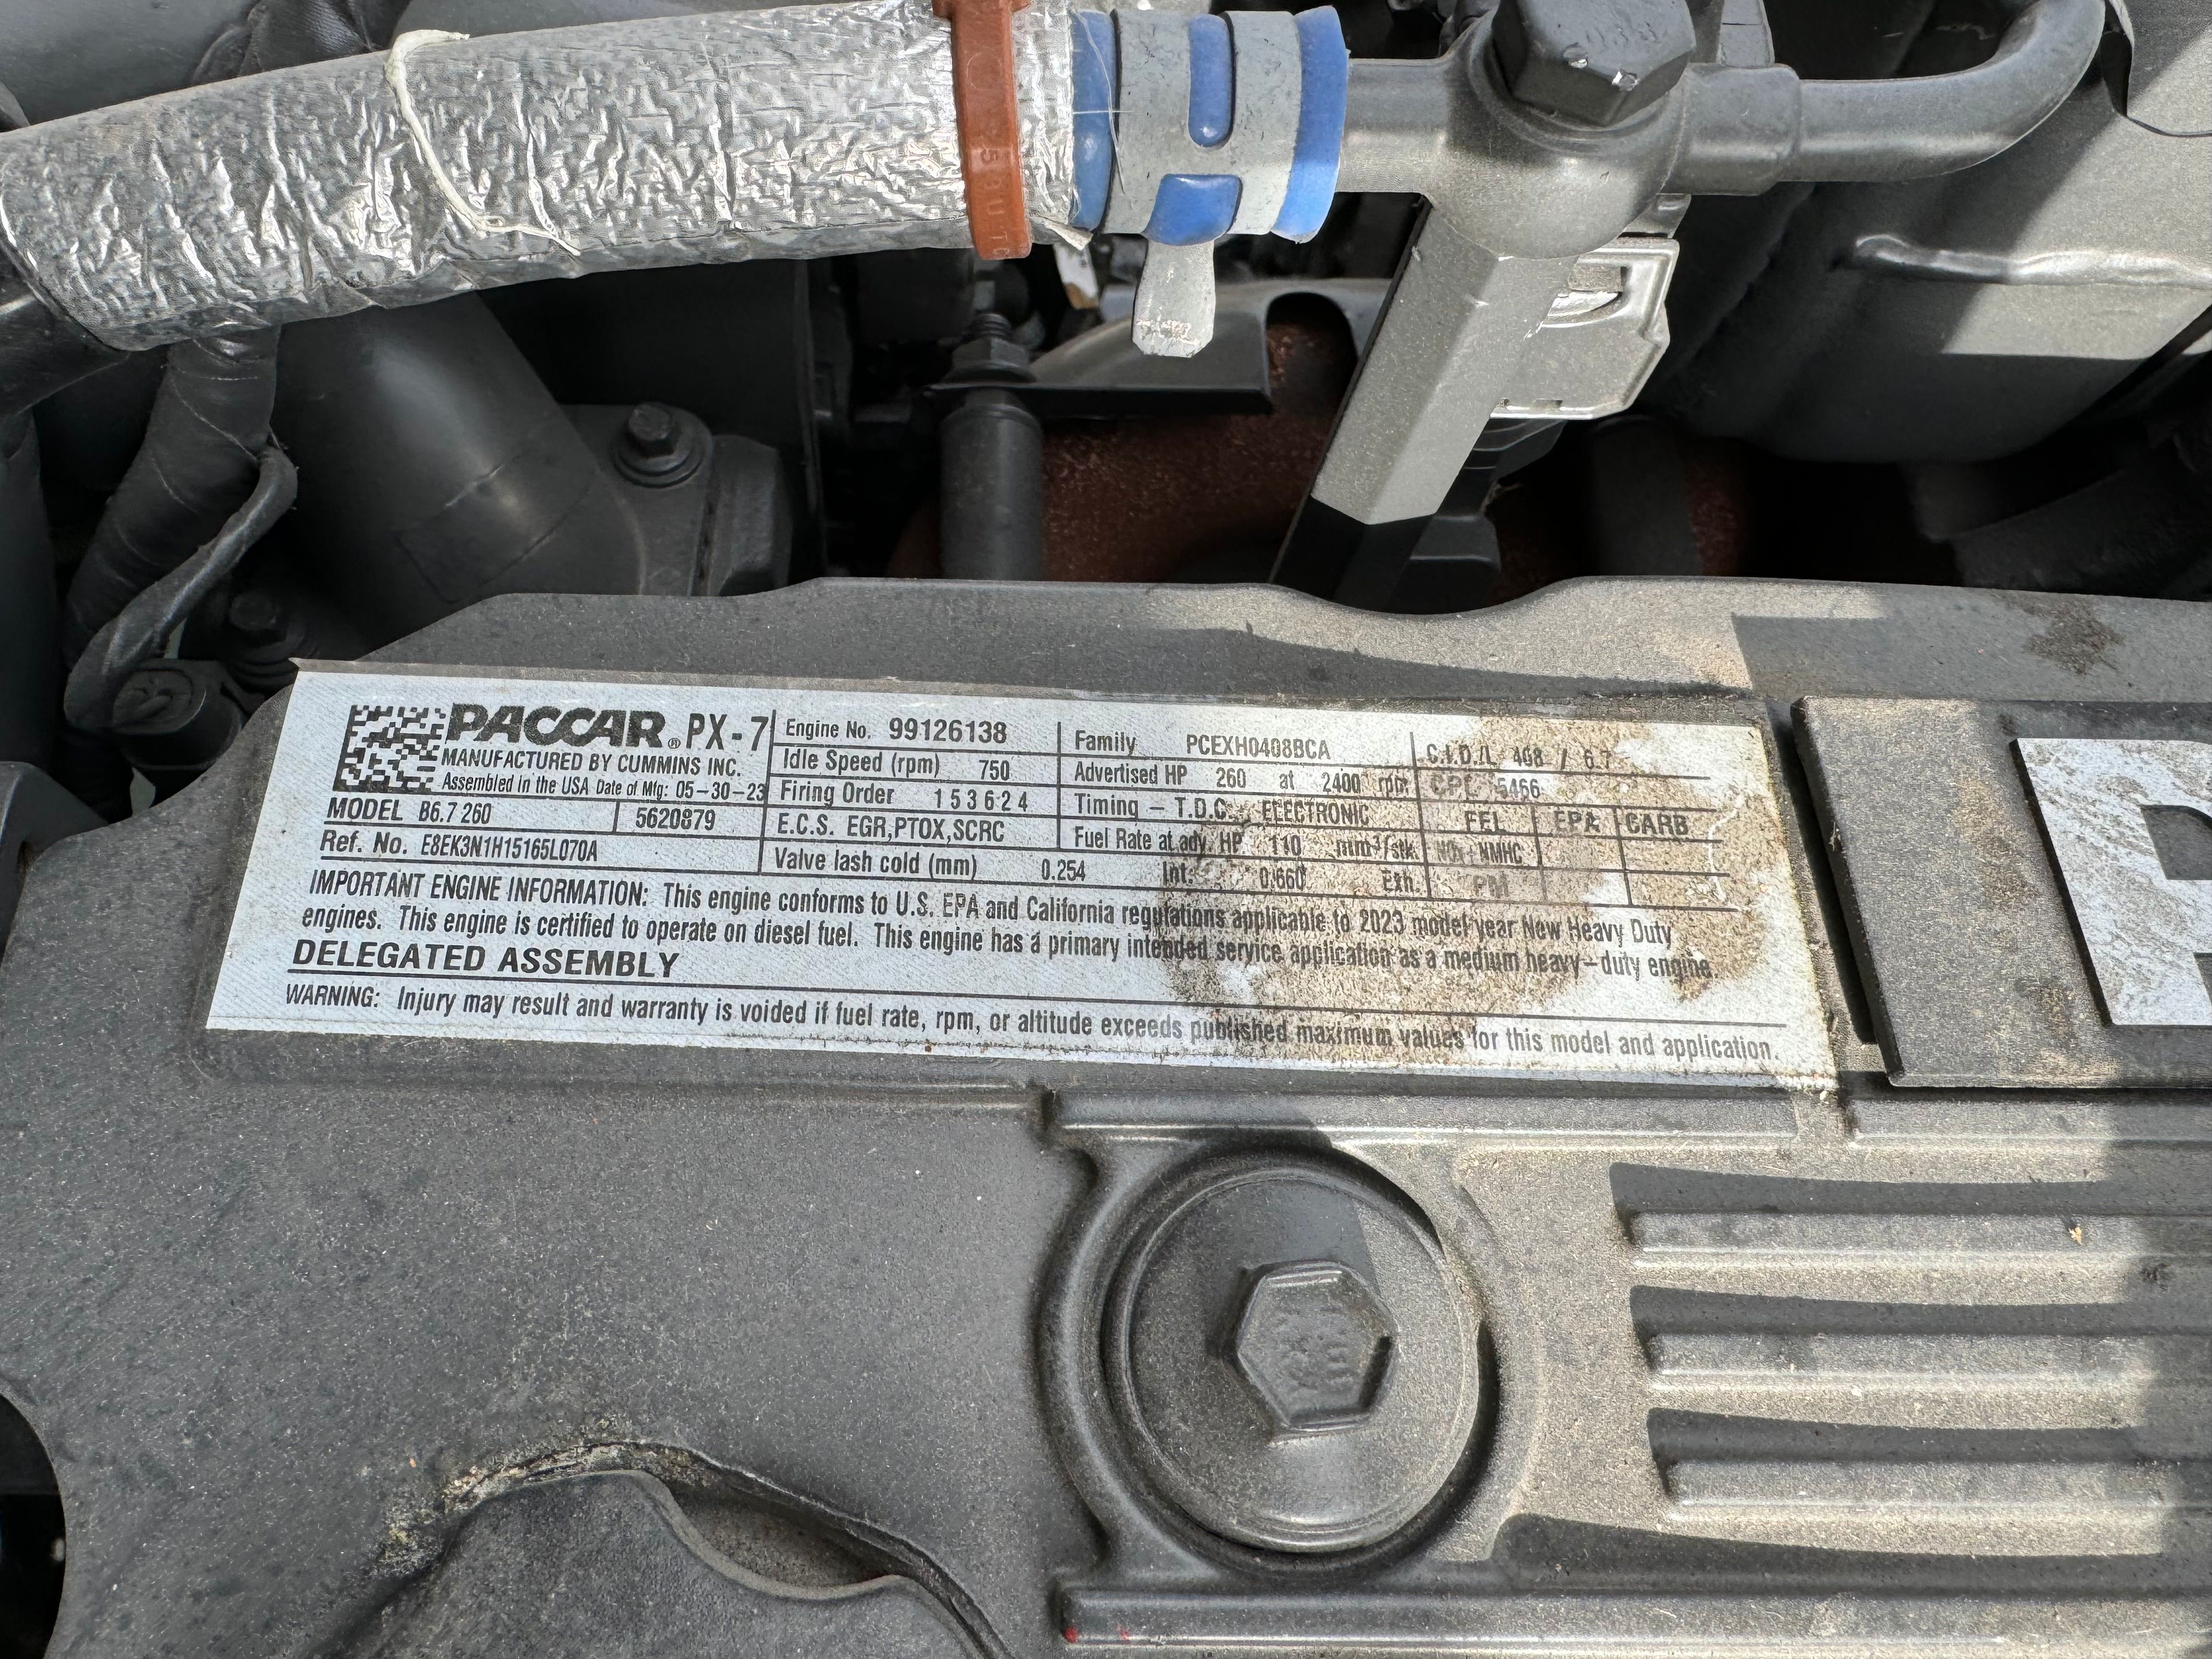 PACCAR® PX-7
MANUFACTURED BY CUMMINS INC.
Assembled in the USA Date of Mfg: 05-30-23
MODEL B6.7 260 5620879
Ref. No. E8EK3N1H15165L070A
Engine No. 99126138
Idle Speed (rpm) 750
Firing Order 1 5 3 6 2 4
E.C.S. EGR,PTOX,SCRC
Valve lash cold (mm) 0.254 Int. 0.660 Exh.
Family PCEXH0408BCA
Advertised HP 260 at 2400 rpm
Timing – T.D.C. ELECTRONIC
Fuel Rate at adv. HP 110 mm³/stk
C.I.D./L 408 / 6.7
CPL 5466
FEL EPA CARB
NOx+NMHC
PM
IMPORTANT ENGINE INFORMATION: This engine conforms to U.S. EPA and California regulations applicable to 2023 model year New Heavy Duty
engines. This engine is certified to operate on diesel fuel. This engine has a primary intended service application as a medium heavy-duty engine.
DELEGATED ASSEMBLY
WARNING: Injury may result and warranty is voided if fuel rate, rpm, or altitude exceeds published maximum values for this model and application.